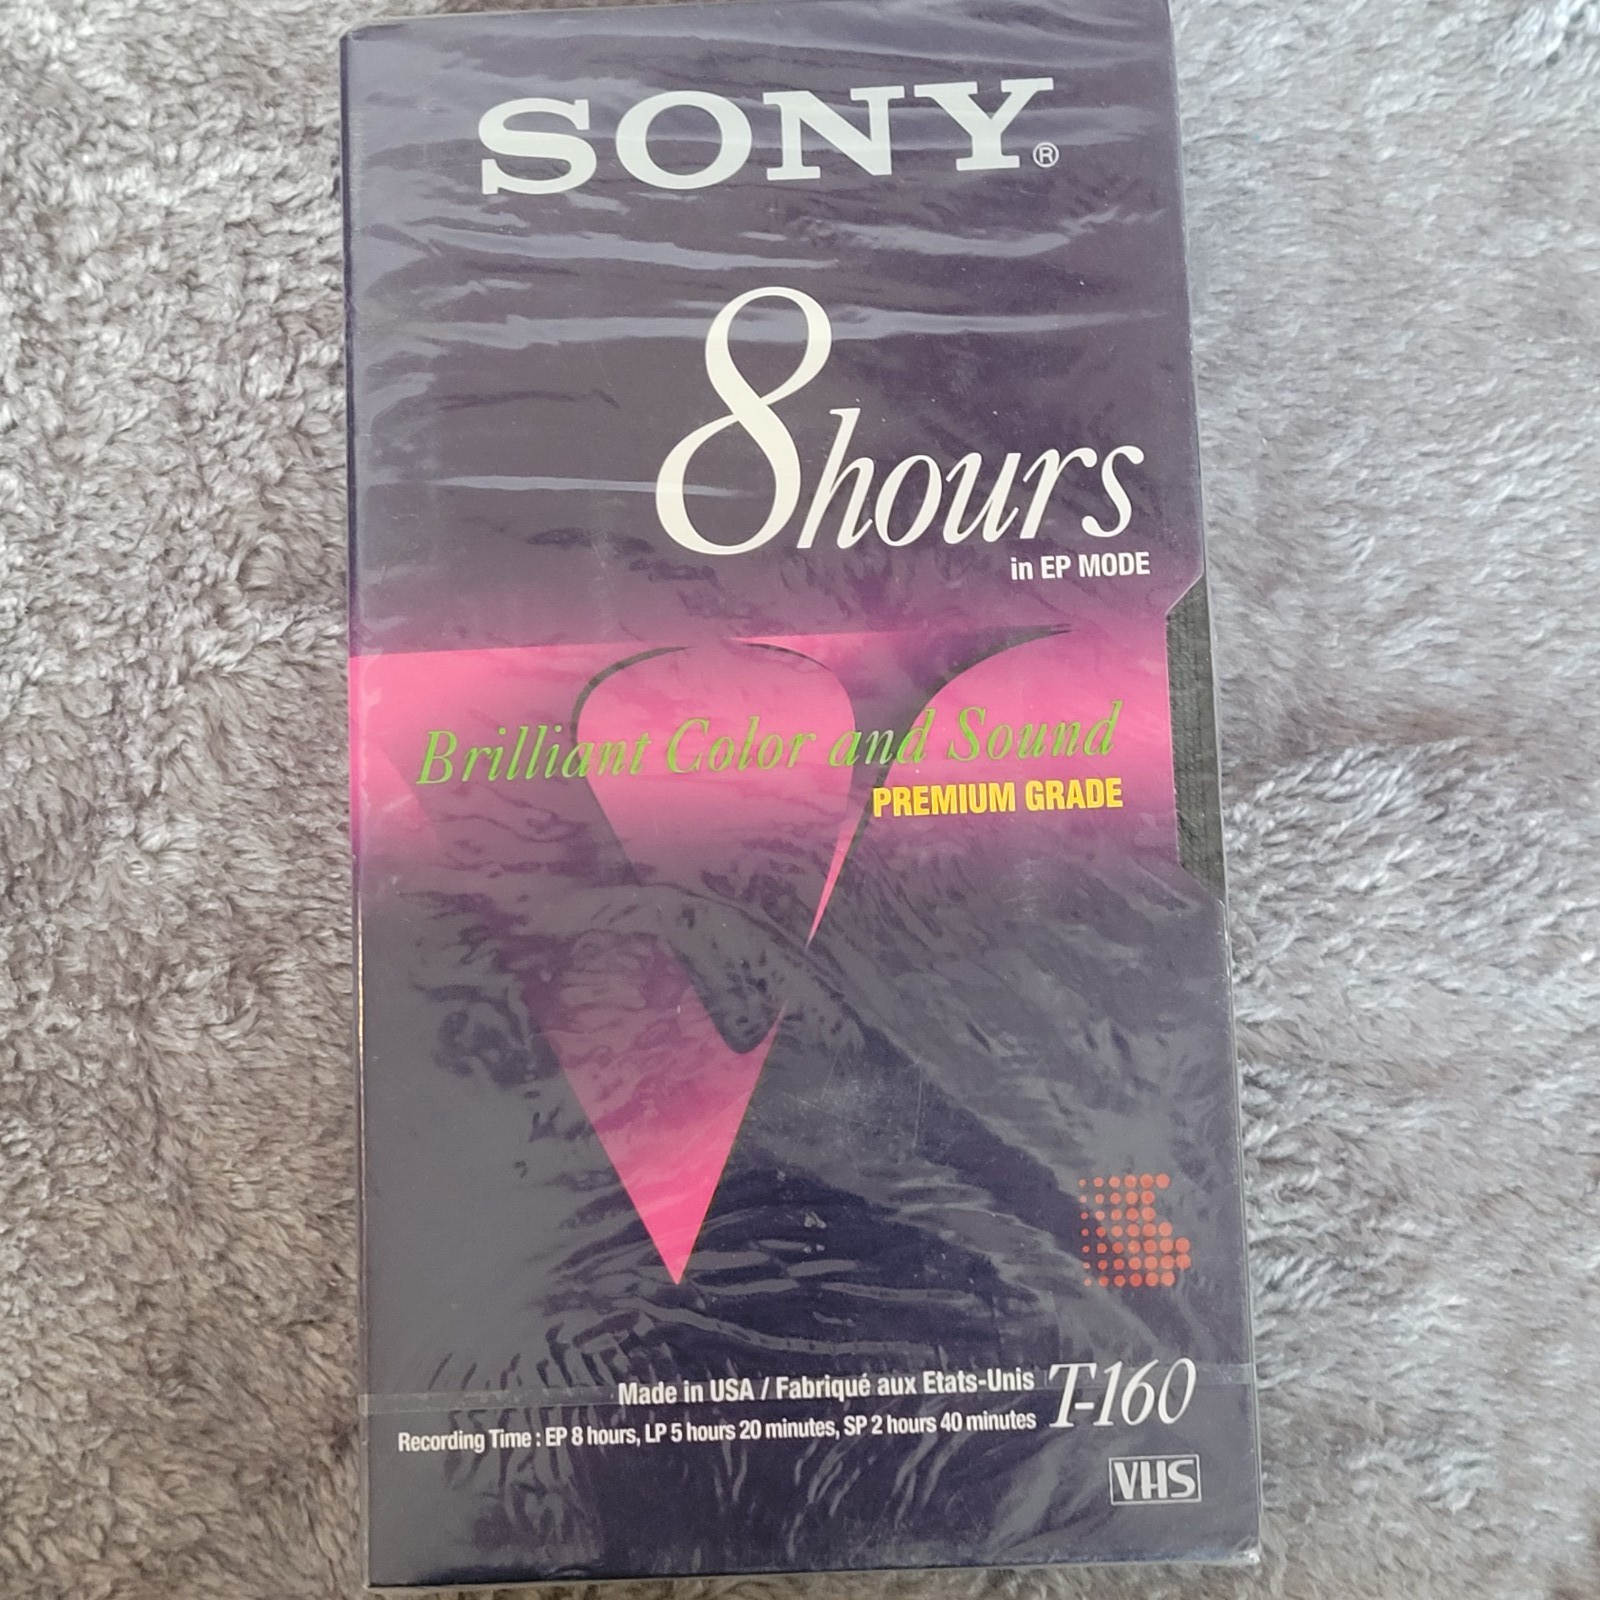 SONY®
8hours
in EP MODE
Brilliant Color and Sound
PREMIUM GRADE
Made in USA / Fabriqué aux Etats-Unis
Recording Time : EP 8 hours, LP 5 hours 20 minutes, SP 2 hours 40 minutes
T-160
VHS